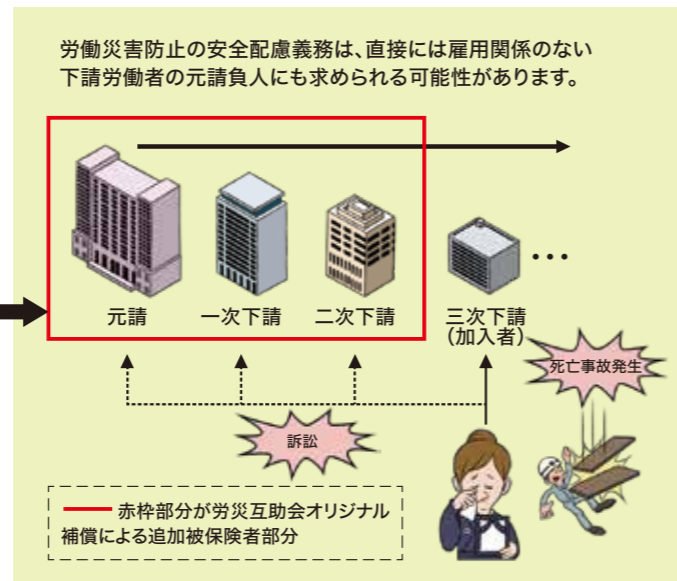 労働災害防止の安全配慮義務は、直接には雇用関係のない
下請労働者の元請負人にも求められる可能性があります。
元請
一次下請
二次下請
三次下請
(加入者)
…
死亡事故発生
訴訟
赤枠部分が労災互助会オリジナル
補償による追加被保険者部分